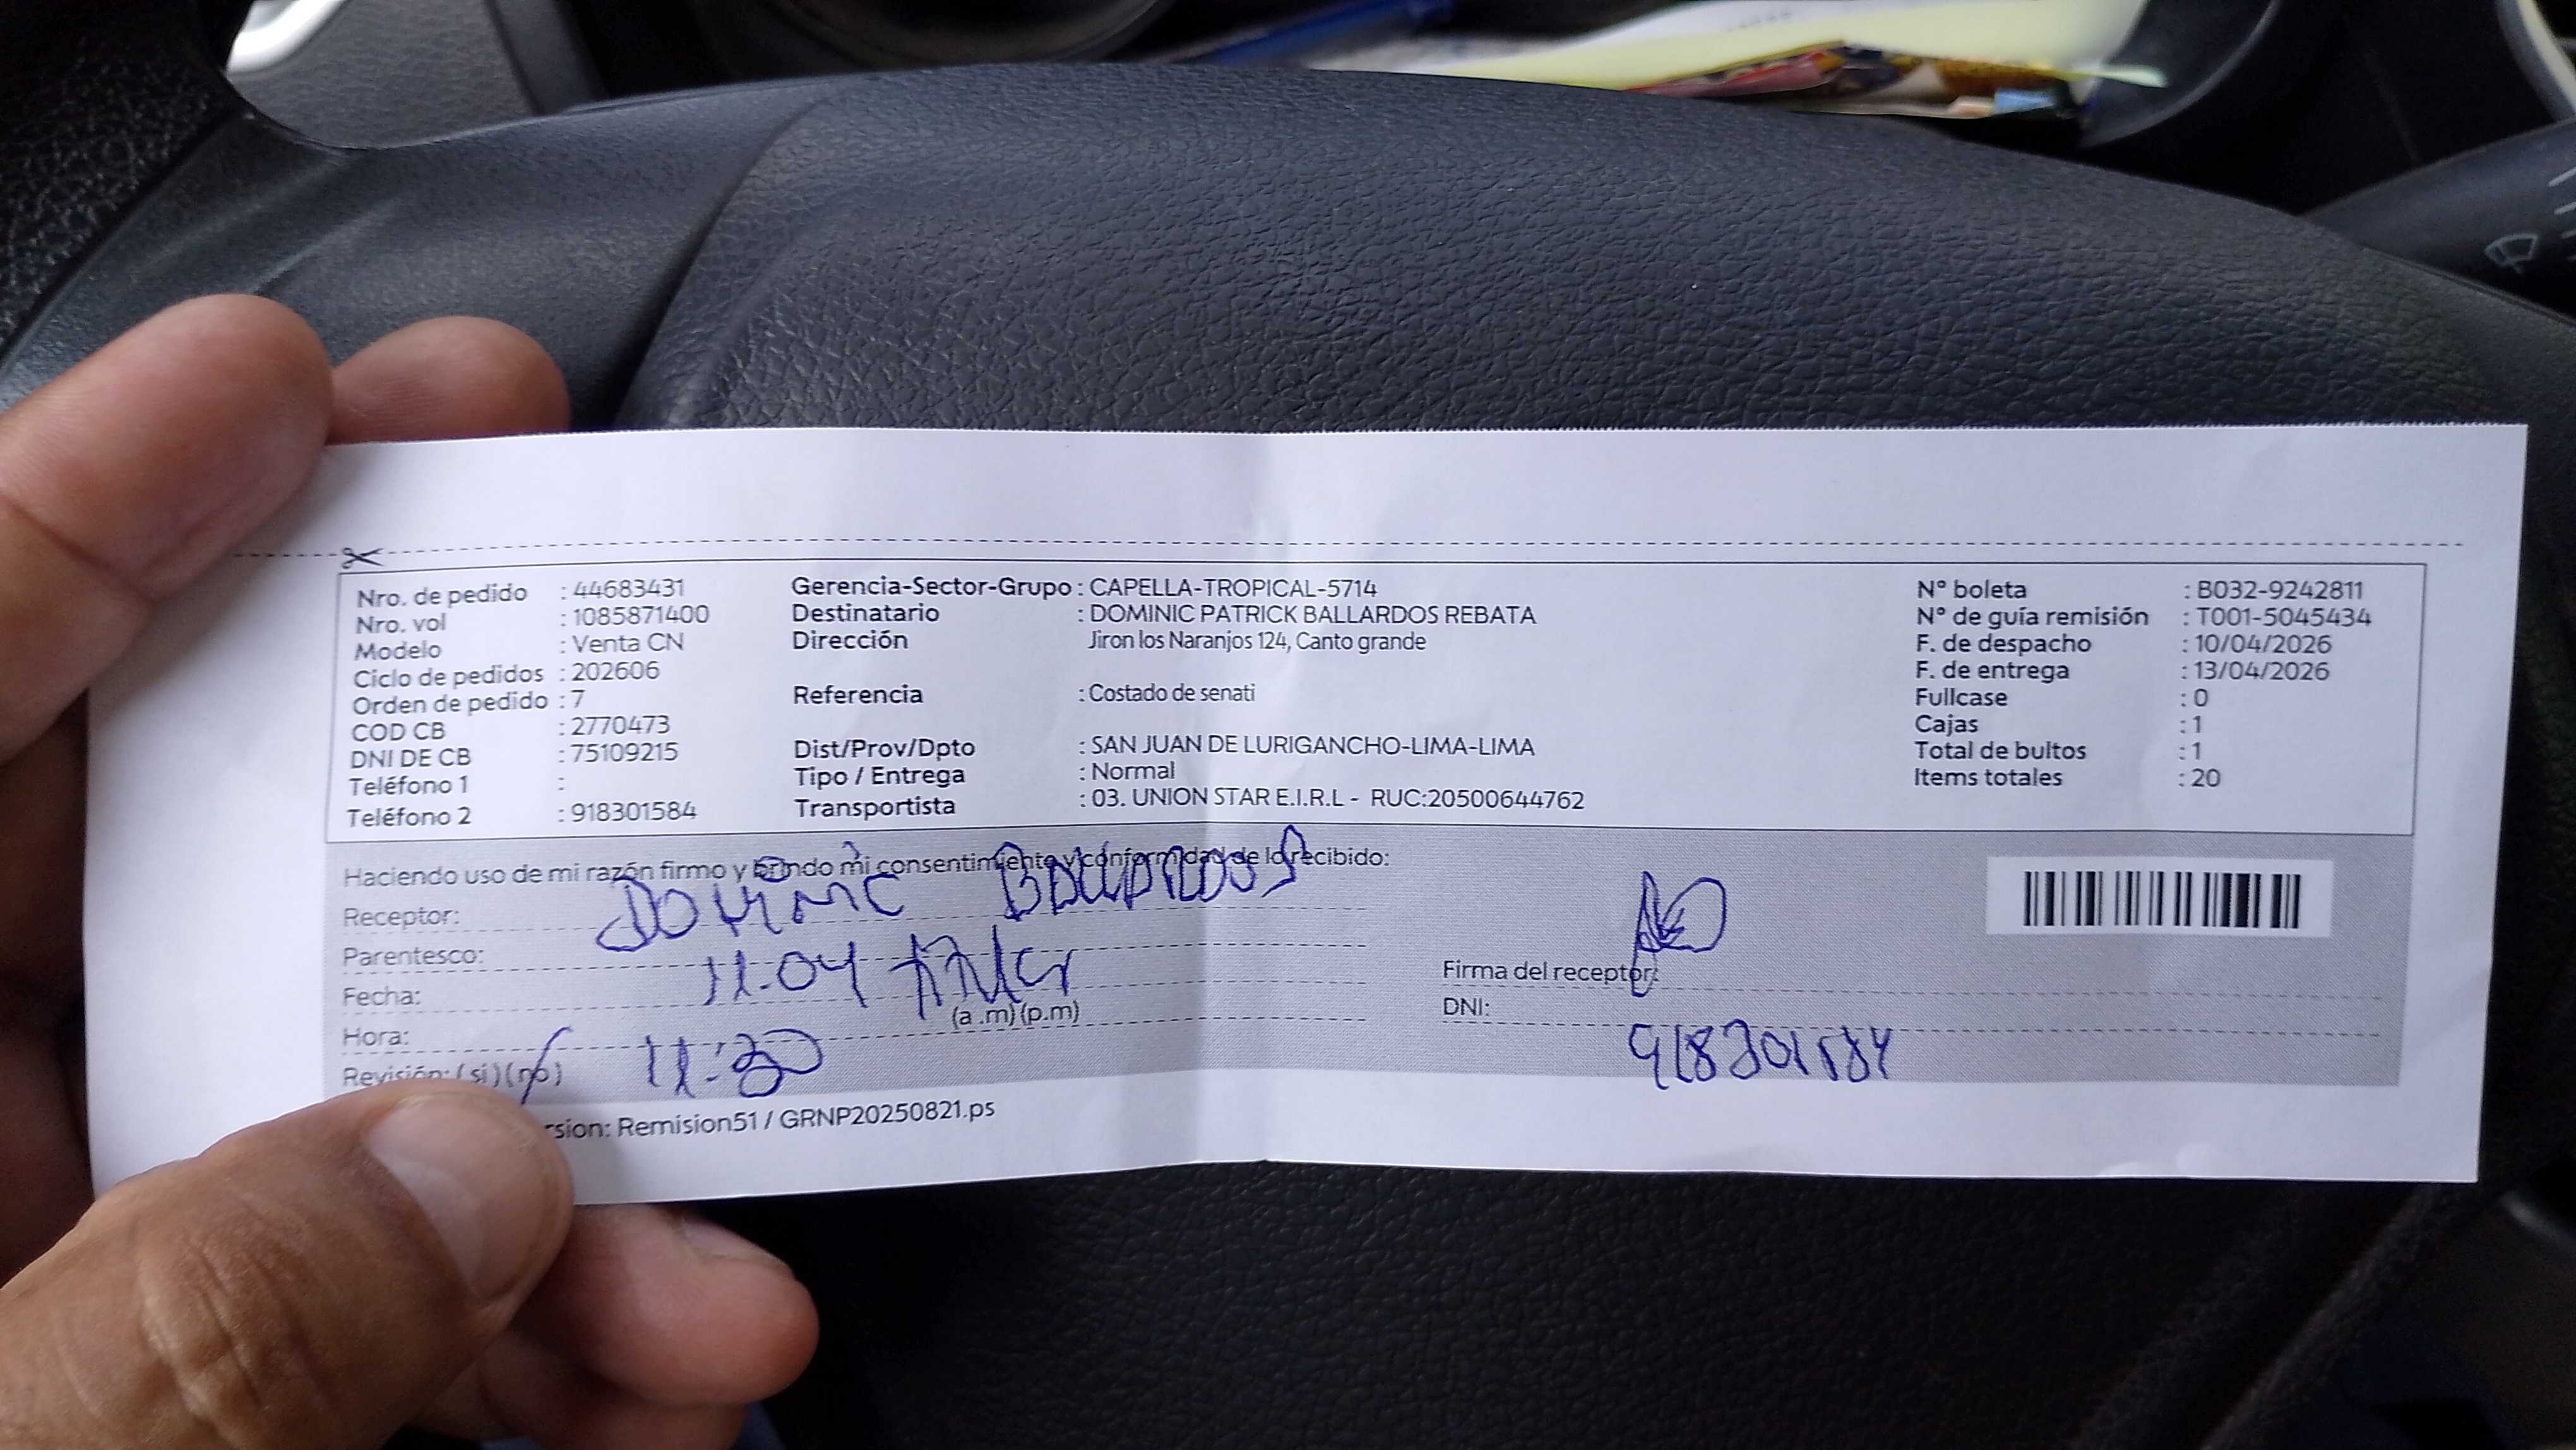 Nro. de pedido : 44683431
Nro. vol : 1085871400
Modelo : Venta CN
Ciclo de pedidos : 202606
Orden de pedido : 7
COD CB : 2770473
DNI DE CB : 75109215
Teléfono 1 :
Teléfono 2 : 918301584
Gerencia-Sector-Grupo : CAPELLA-TROPICAL-5714
Destinatario : DOMINIC PATRICK BALLARDOS REBATA
Dirección Jiron los Naranjos 124, Canto grande
Referencia : Costado de senati
Dist/Prov/Dpto : SAN JUAN DE LURIGANCHO-LIMA-LIMA
Tipo / Entrega : Normal
Transportista : 03. UNION STAR E.I.R.L - RUC:20500644762
Nº boleta : B032-9242811
Nº de guía remisión : T001-5045434
F. de despacho : 10/04/2026
F. de entrega : 13/04/2026
Fullcase : 0
Cajas : 1
Total de bultos : 1
Items totales : 20
Haciendo uso de mi razón firmo y brindo mi consentimiento y conformidad de lo recibido:
Receptor: DOMINIC BALLARDOS
Parentesco:
Fecha: 11.04
Hora: (a .m) (p.m)
Revisión: (si) (no) 11:30
Firma del receptor:
DNI:
918301584
rsion: Remision51 / GRNP20250821.ps